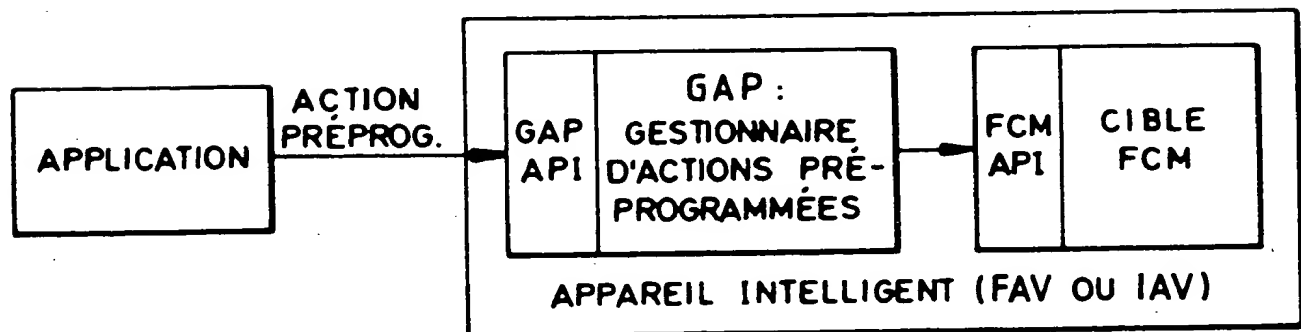 APPLICATION
ACTION
PRÉPROG.
GAP
API
GAP :
GESTIONNAIRE
D'ACTIONS PRÉ-
PROGRAMMÉES
FCM
API
CIBLE
FCM
APPAREIL INTELLIGENT (FAV OU IAV)